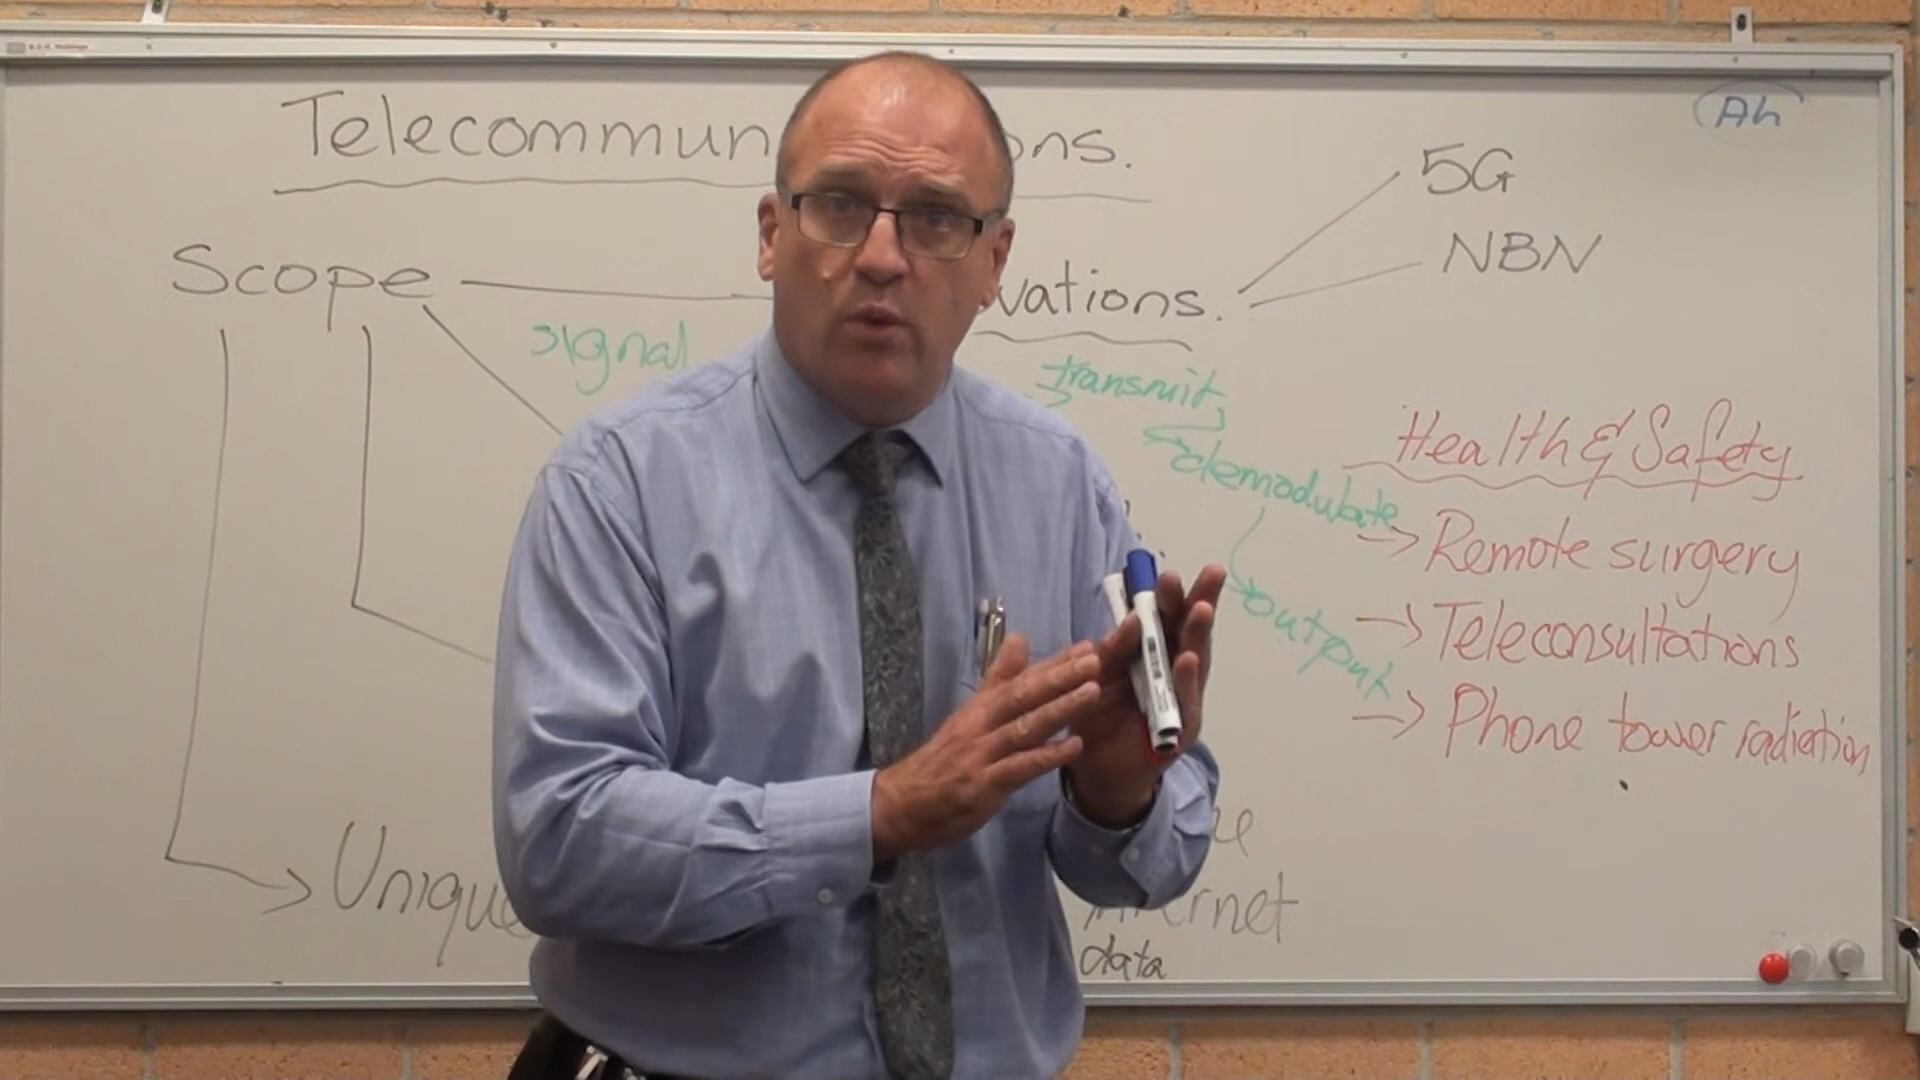 Telecommun ons.
Ah
5G
NBN
Scope
vations.
signal
transmit
demodulate
output
Health & Safety
→ Remote surgery
→ Teleconsultations
→ Phone tower radiation
Unique
data